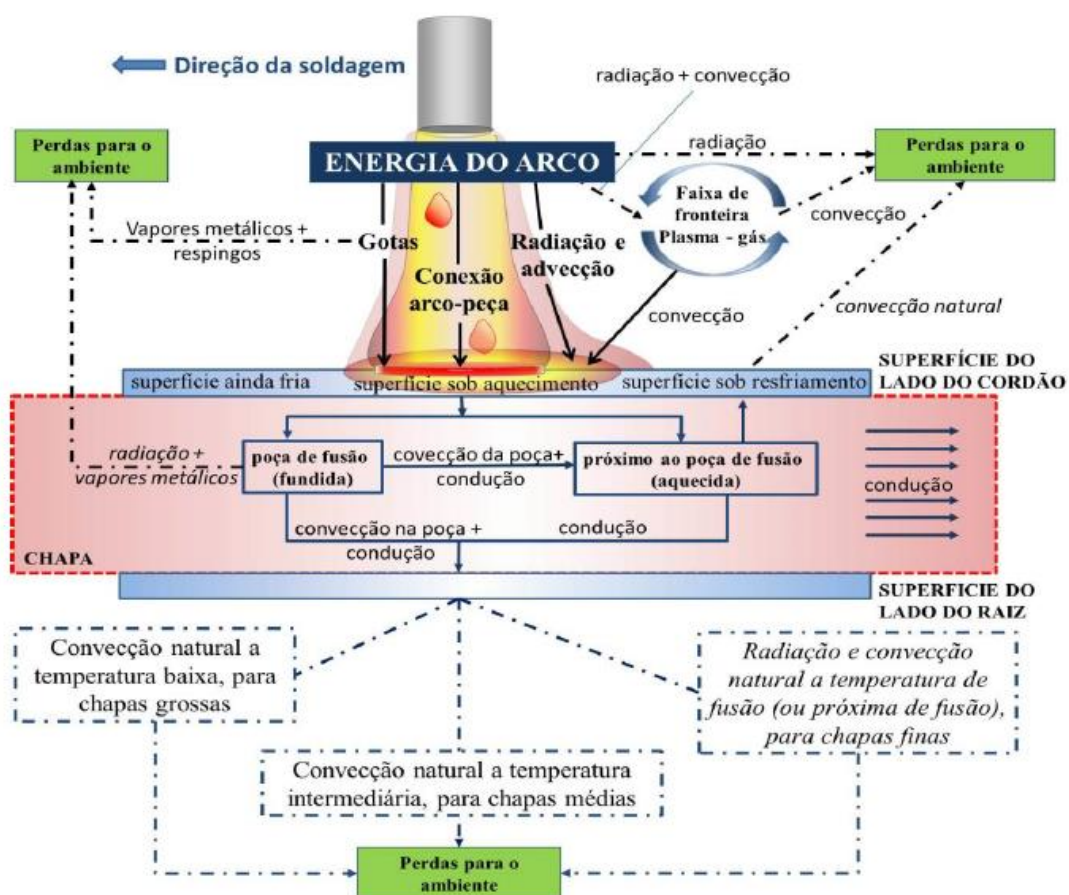 Direção da soldagem
radiação + convecção
Perdas para o
ambiente
ENERGIA DO ARCO
radiação
Perdas para o
ambiente
Faixa de
fronteira
Plasma - gás
convecção
Vapores metálicos +
respingos
Gotas
Radiação e
advecção
Conexão
arco-peça
convecção
convecção natural
SUPERFÍCIE DO
LADO DO CORDÃO
superfície ainda fria
superfície sob aquecimento
superfície sob resfriamento
radiação +
vapores metálicos
poça de fusão
(fundida)
covecção da poça+
condução
próximo ao poça de fusão
(aquecida)
condução
convecção na poça +
condução
condução
CHAPA
SUPERFICIE DO
LADO DO RAIZ
Convecção natural a
temperatura baixa, para
chapas grossas
Radiação e convecção
natural a temperatura de
fusão (ou próxima de fusão),
para chapas finas
Convecção natural a temperatura
intermediária, para chapas médias
Perdas para o
ambiente